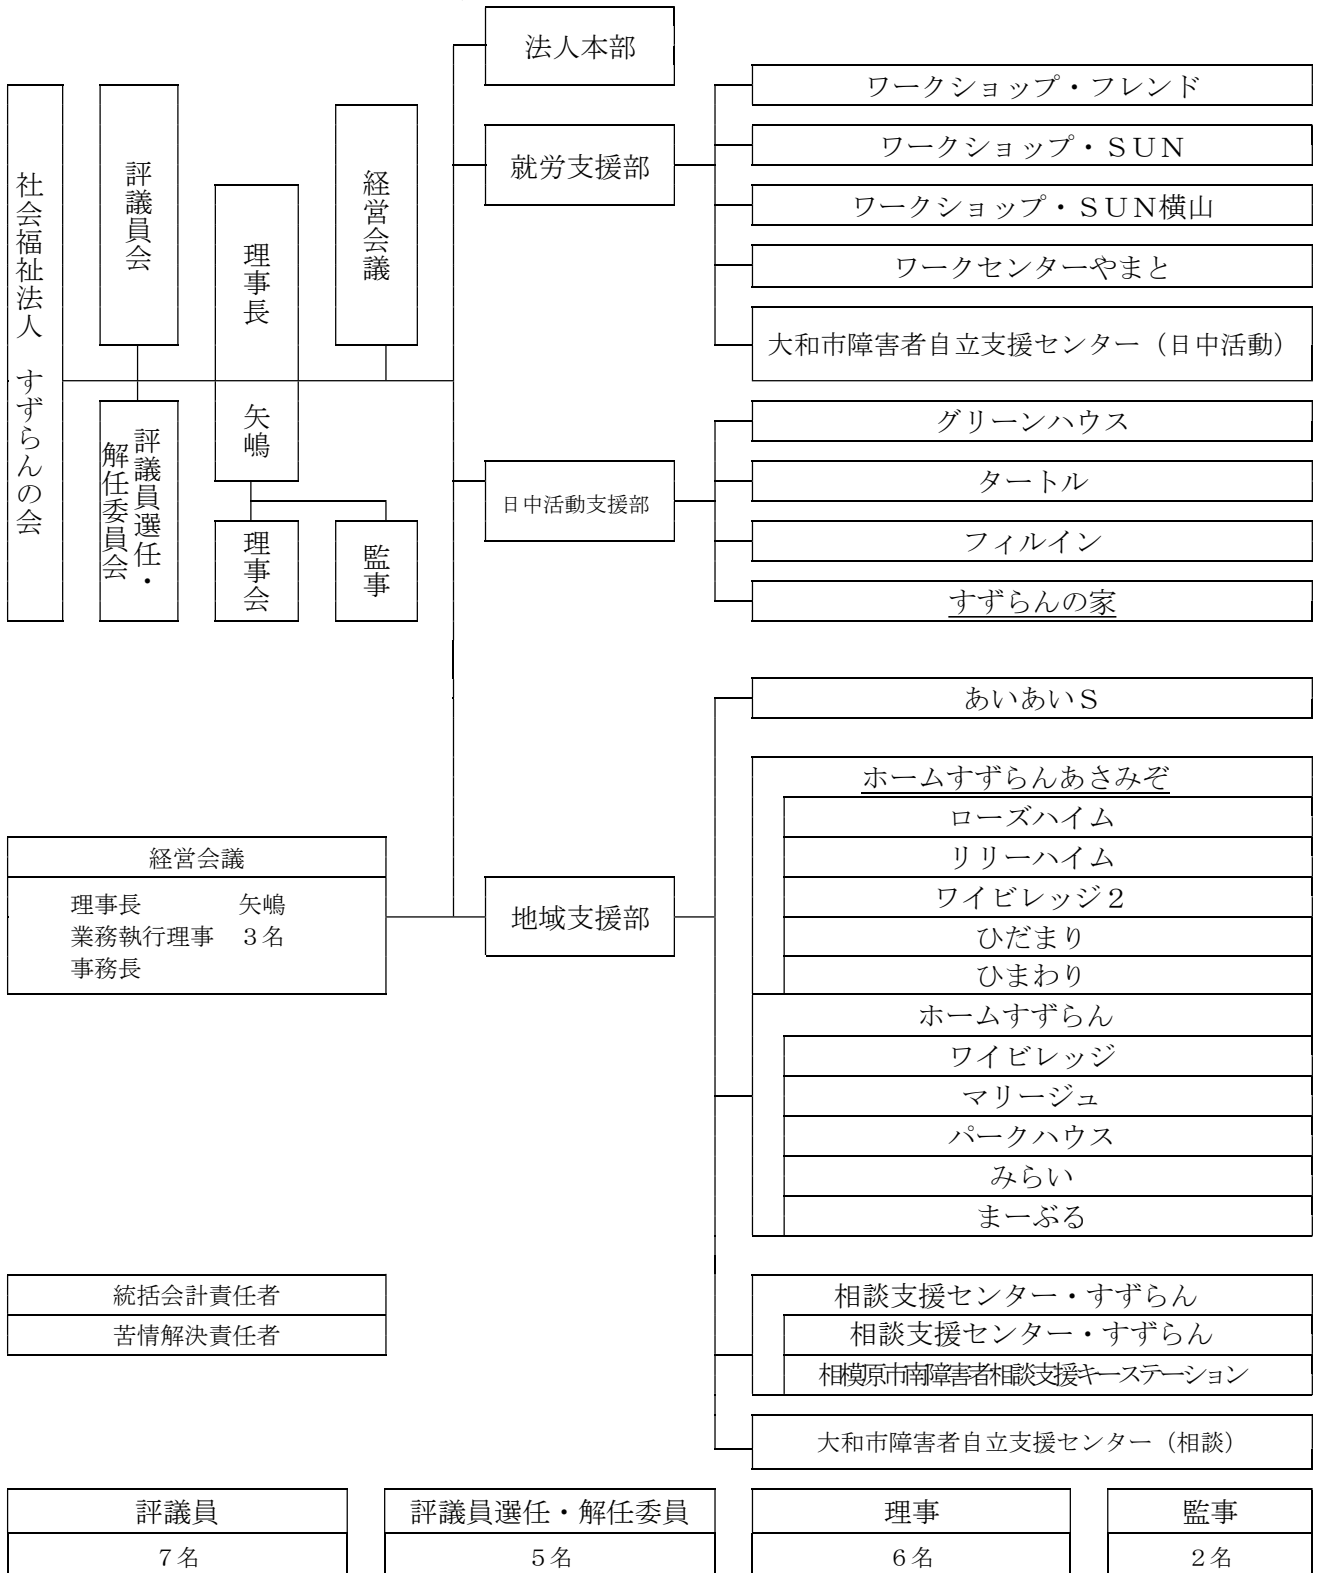 法人本部
社会福祉法人　すずらんの会
評議員会
評議員選任・
解任委員会
理事長
矢嶋
理事会
監事
経営会議
就労支援部
ワークショップ・フレンド
ワークショップ・ＳＵＮ
ワークショップ・ＳＵＮ横山
ワークセンターやまと
大和市障害者自立支援センター（日中活動）
日中活動支援部
グリーンハウス
タートル
フィルイン
すずらんの家
経営会議
理事長　　　　矢嶋
業務執行理事　３名
事務長
地域支援部
あいあいＳ
ホームすずらんあさみぞ
ローズハイム
リリーハイム
ワイビレッジ２
ひだまり
ひまわり
ホームすずらん
ワイビレッジ
マリージュ
パークハウス
みらい
まーぶる
統括会計責任者
苦情解決責任者
相談支援センター・すずらん
相談支援センター・すずらん
相模原市南障害者相談支援キーステーション
大和市障害者自立支援センター（相談）
評議員
７名
評議員選任・解任委員
５名
理事
６名
監事
２名